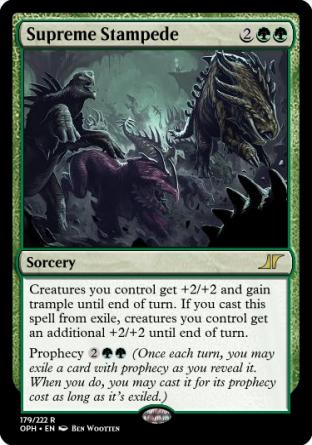 Supreme Stampede 2
Sorcery
Creatures you control get +2/+2 and gain
trample until end of turn. If you cast this
spell from exile, creatures you control get
an additional +2/+2 until end of turn.
Prophecy 2 (Once each turn, you may
exile a card with prophecy as you reveal it.
When you do, you may cast it for its prophecy
cost as long as it's exiled.)
179/222 R
OPH • EN Ben Wootten